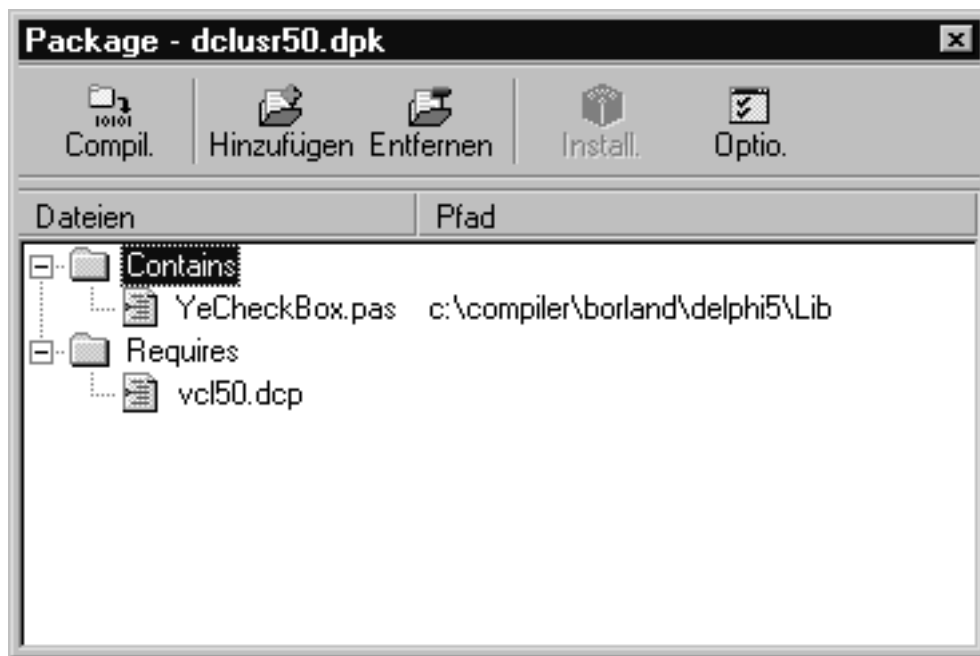 Package - dclusr50.dpk
Compil. Hinzufügen Entfernen Install. Optio.
Dateien Pfad
Contains
YeCheckBox.pas c:\compiler\borland\delphi5\Lib
Requires
vcl50.dcp